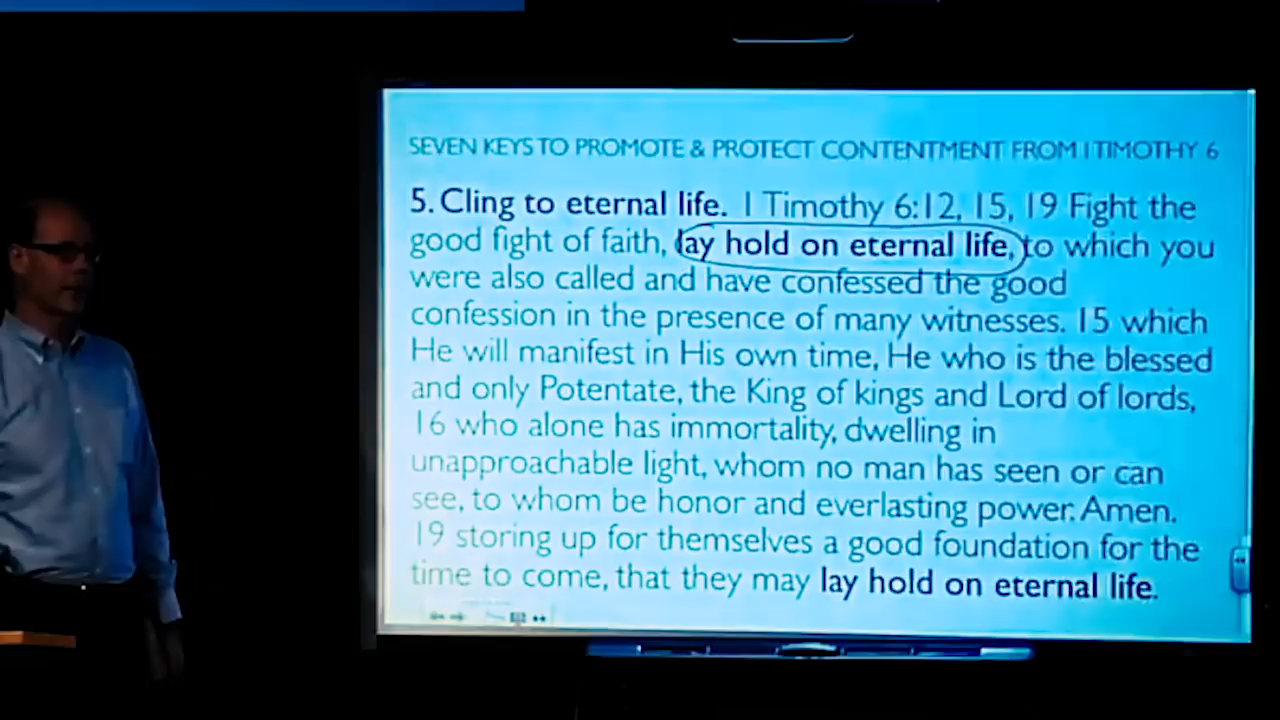 SEVEN KEYS TO PROMOTE & PROTECT CONTENTMENT FROM I TIMOTHY 6
5. Cling to eternal life. I Timothy 6:12, 15, 19 Fight the
good fight of faith, lay hold on eternal life, to which you
were also called and have confessed the good
confession in the presence of many witnesses. 15 which
He will manifest in His own time, He who is the blessed
and only Potentate, the King of kings and Lord of lords,
16 who alone has immortality, dwelling in
unapproachable light, whom no man has seen or can
see, to whom be honor and everlasting power. Amen.
19 storing up for themselves a good foundation for the
time to come, that they may lay hold on eternal life.